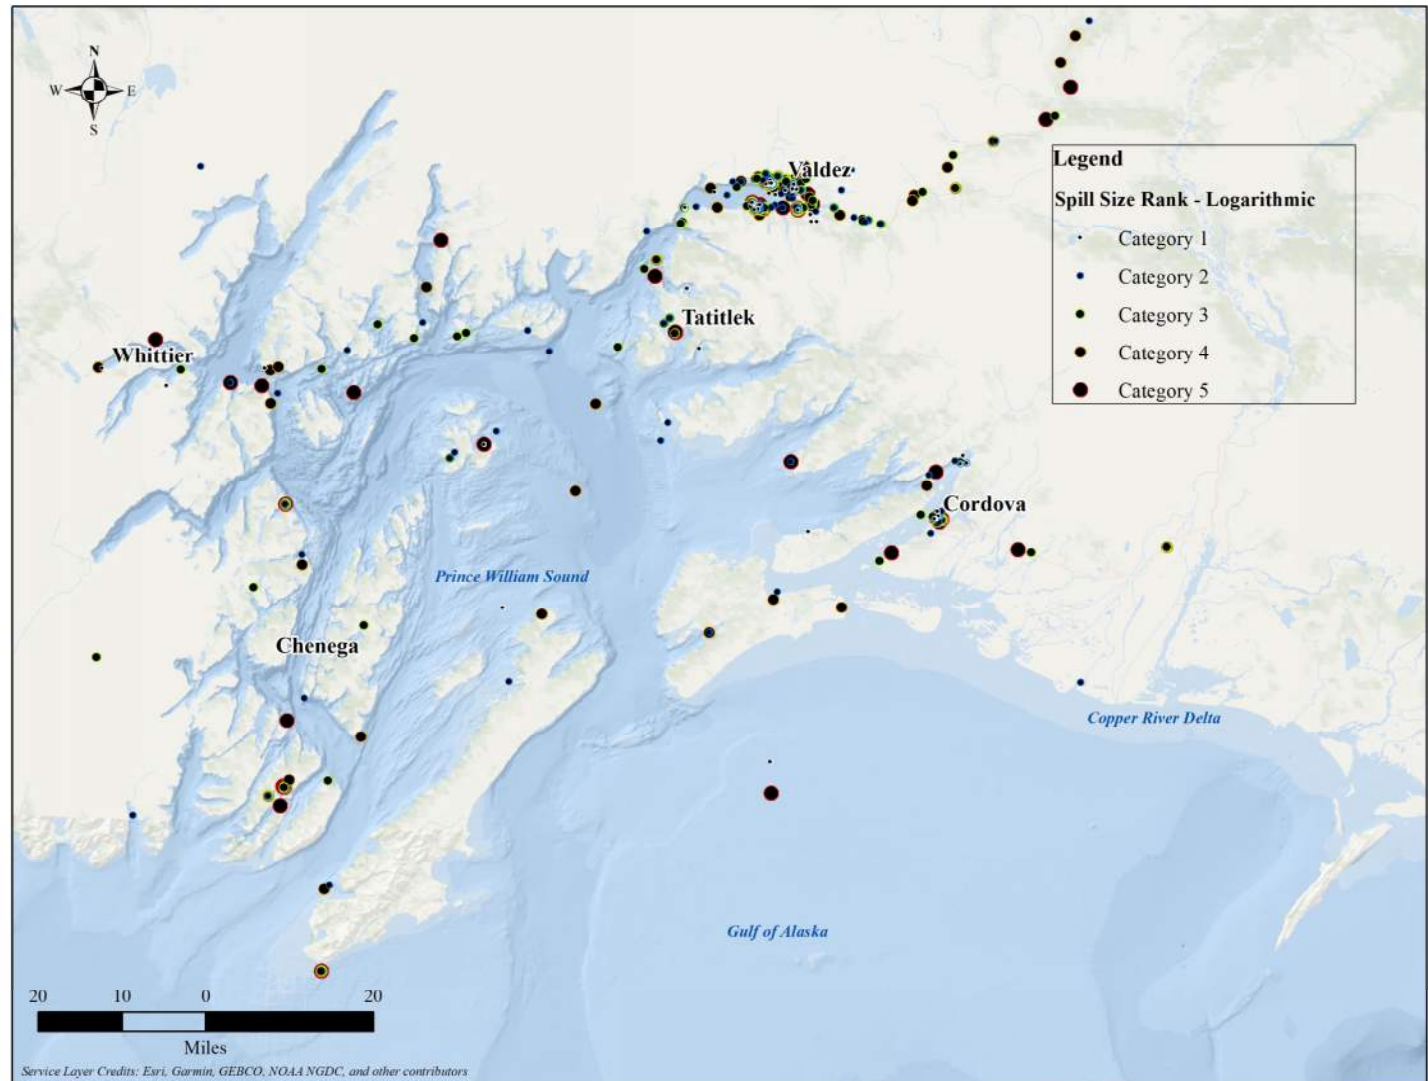 N
W E
S
Valdez
Legend
Spill Size Rank - Logarithmic
Category 1
Category 2
Category 3
Category 4
Category 5
Tatitlek
Whittier
Cordova
Prince William Sound
Chenega
Copper River Delta
Gulf of Alaska
20 10 0 20
Miles
Service Layer Credits: Esri, Garmin, GEBCO, NOAA NGDC, and other contributors